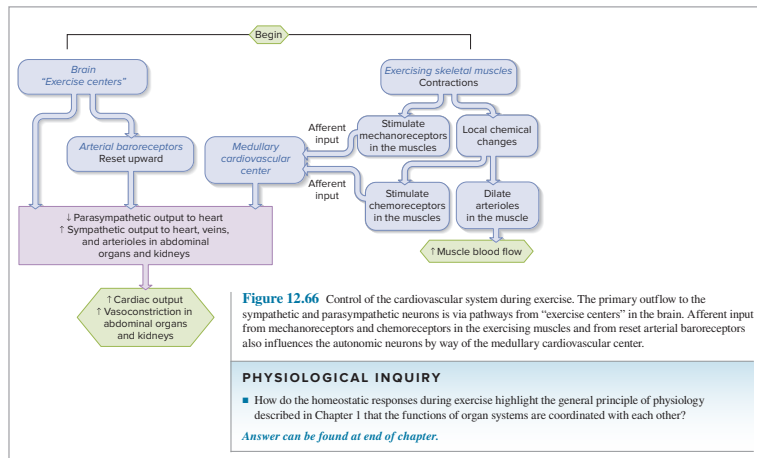 Begin
Brain
“Exercise centers”
Exercising skeletal muscles
Contractions
Arterial baroreceptors
Reset upward
Medullary
cardiovascular
center
Afferent
input
Afferent
input
Stimulate
mechanoreceptors
in the muscles
Local chemical
changes
Stimulate
chemoreceptors
in the muscles
Dilate
arterioles
in the muscle
↑ Muscle blood flow
↓ Parasympathetic output to heart
↑ Sympathetic output to heart, veins,
and arterioles in abdominal
organs and kidneys
↑ Cardiac output
↑ Vasoconstriction in
abdominal organs
and kidneys
Figure 12.66 Control of the cardiovascular system during exercise. The primary outflow to the
sympathetic and parasympathetic neurons is via pathways from “exercise centers” in the brain. Afferent input
from mechanoreceptors and chemoreceptors in the exercising muscles and from reset arterial baroreceptors
also influences the autonomic neurons by way of the medullary cardiovascular center.
PHYSIOLOGICAL INQUIRY
■ How do the homeostatic responses during exercise highlight the general principle of physiology
described in Chapter 1 that the functions of organ systems are coordinated with each other?
Answer can be found at end of chapter.